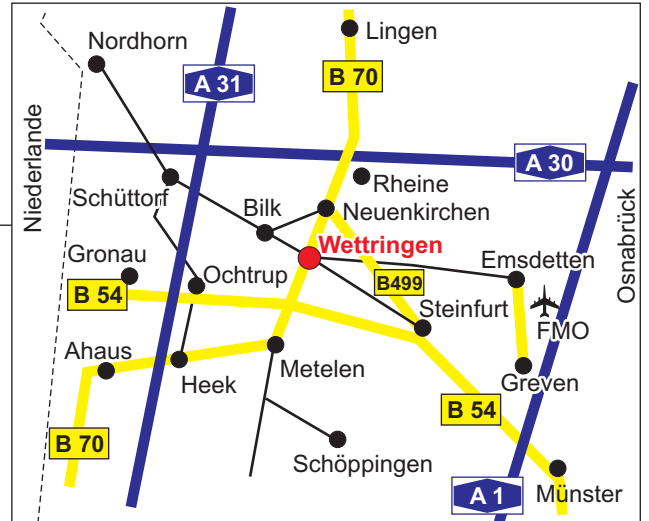 Lingen
Nordhorn
B 70
A 31
A 30
Rheine
Schüttorf
Niederlande
Bilk
Neuenkirchen
Osnabrück
Wettringen
Gronau
Emsdetten
Ochtrup
B499
B 54
Steinfurt
FMO
Ahaus
Metelen
Heek
Greven
B 54
B 70
Schöppingen
Münster
A 1